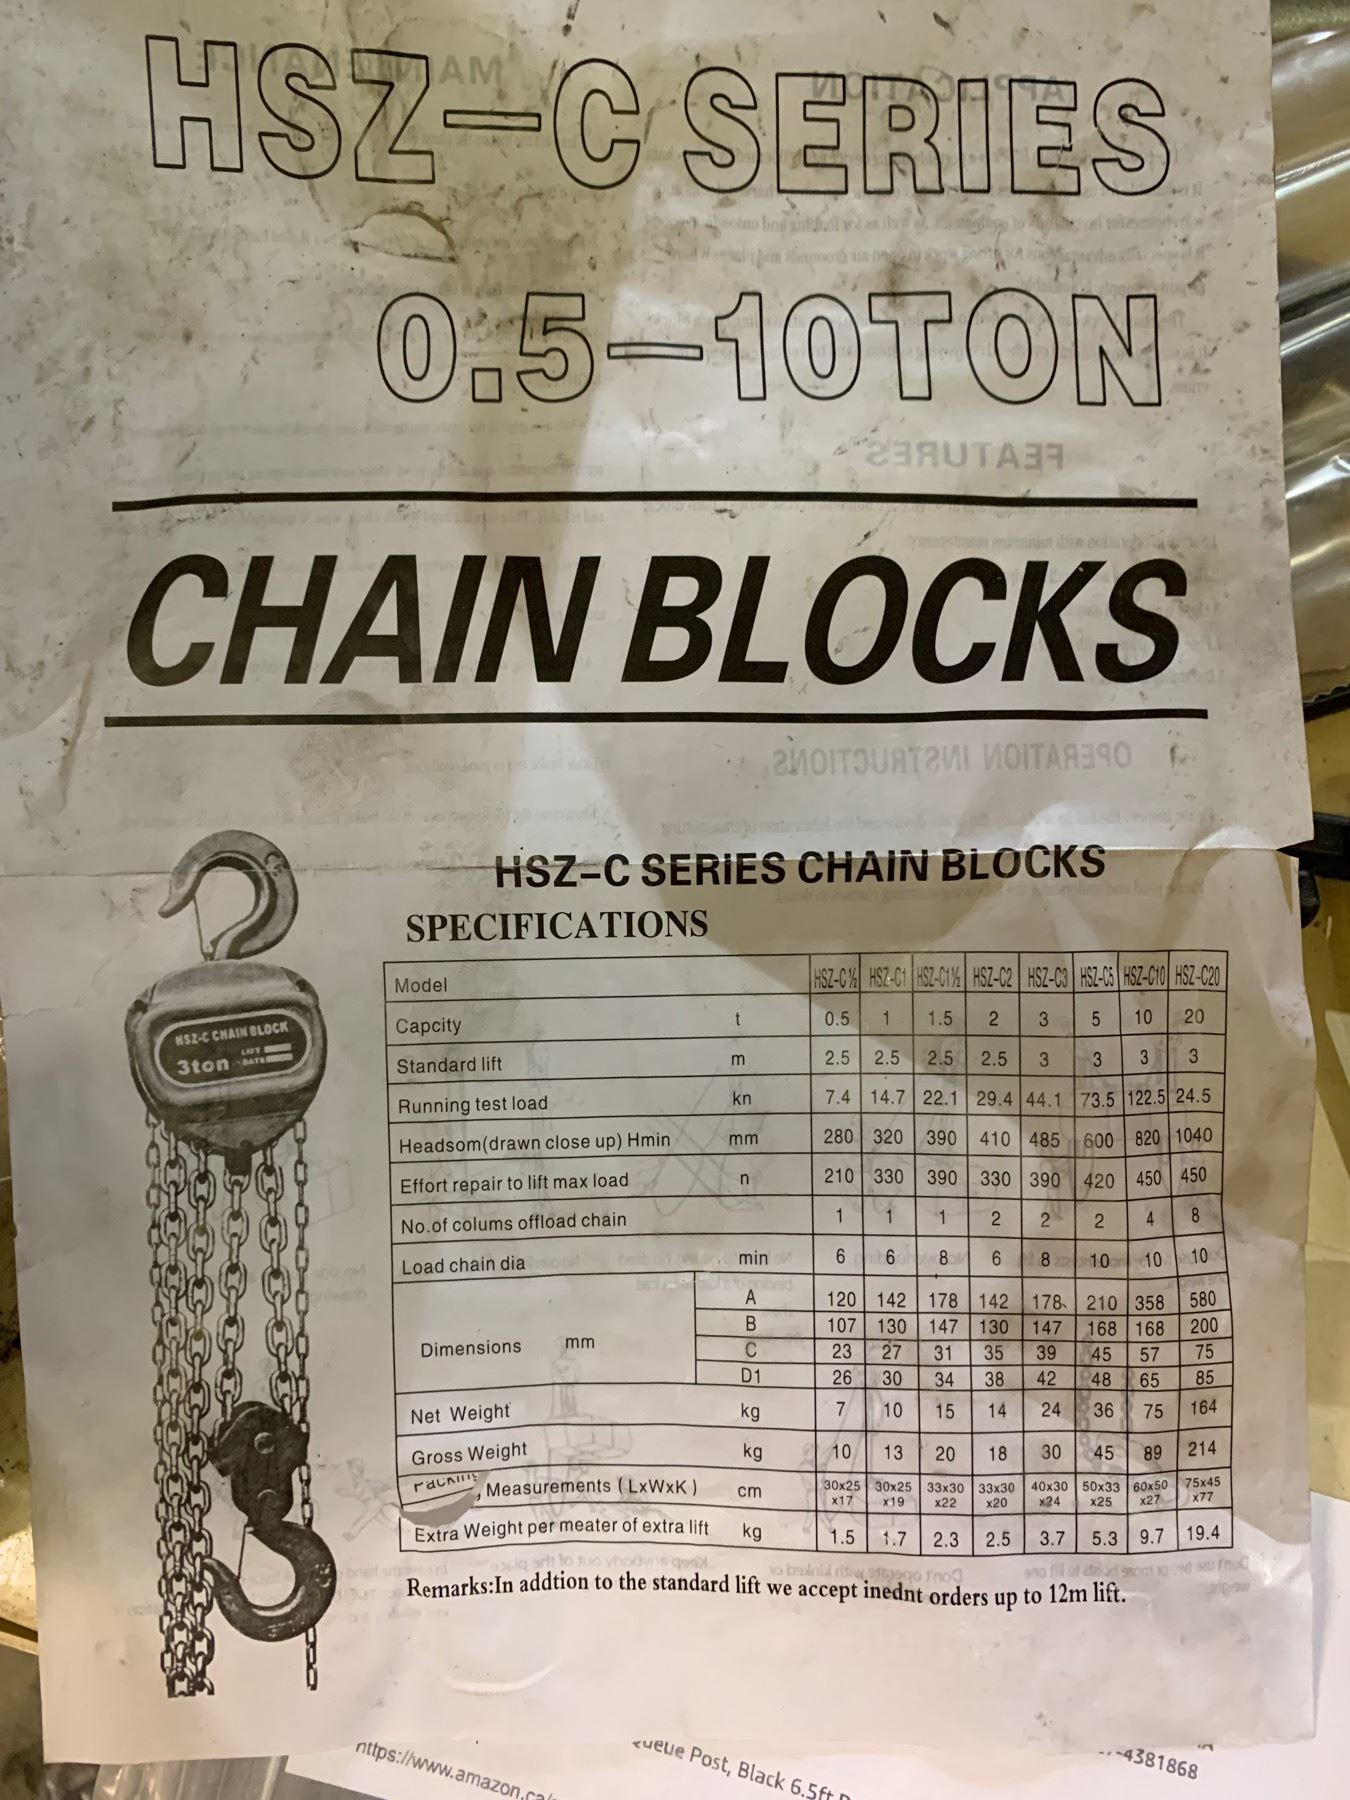 HSZ-C SERIES
0.5-10TON
CHAIN BLOCKS
HSZ-C SERIES CHAIN BLOCKS
SPECIFICATIONS
HSZ-C CHAIN BLOCK
3ton LIFT
DATE
Model HSZ-C½ HSZ-C1 HSZ-C1½ HSZ-C2 HSZ-C3 HSZ-C5 HSZ-C10 HSZ-C20
Capcity t 0.5 1 1.5 2 3 5 10 20
Standard lift m 2.5 2.5 2.5 2.5 3 3 3 3
Running test load kn 7.4 14.7 22.1 29.4 44.1 73.5 122.5 24.5
Headsom(drawn close up) Hmin mm 280 320 390 410 485 600 820 1040
Effort repair to lift max load n 210 330 390 330 390 420 450 450
No.of colums offload chain 1 1 1 2 2 2 4 8
Load chain dia min 6 6 8 6 8 10 10 10
Dimensions mm
A 120 142 178 142 178 210 358 580
B 107 130 147 130 147 168 168 200
C 23 27 31 35 39 45 57 75
D1 26 30 34 38 42 48 65 85
Net Weight kg 7 10 15 14 24 36 75 164
Gross Weight kg 10 13 20 18 30 45 89 214
, Measurements (LxWxK) cm 30x25 30x25 33x30 33x30 40x30 50x33 60x50 75x45
x17 x19 x22 x20 x24 x25 x27 x77
Extra Weight per meater of extra lift kg 1.5 1.7 2.3 2.5 3.7 5.3 9.7 19.4
Remarks:In addtion to the standard lift we accept inednt orders up to 12m lift.
Post, Black 6.5ft
-4381868
https://www.amazon.ca